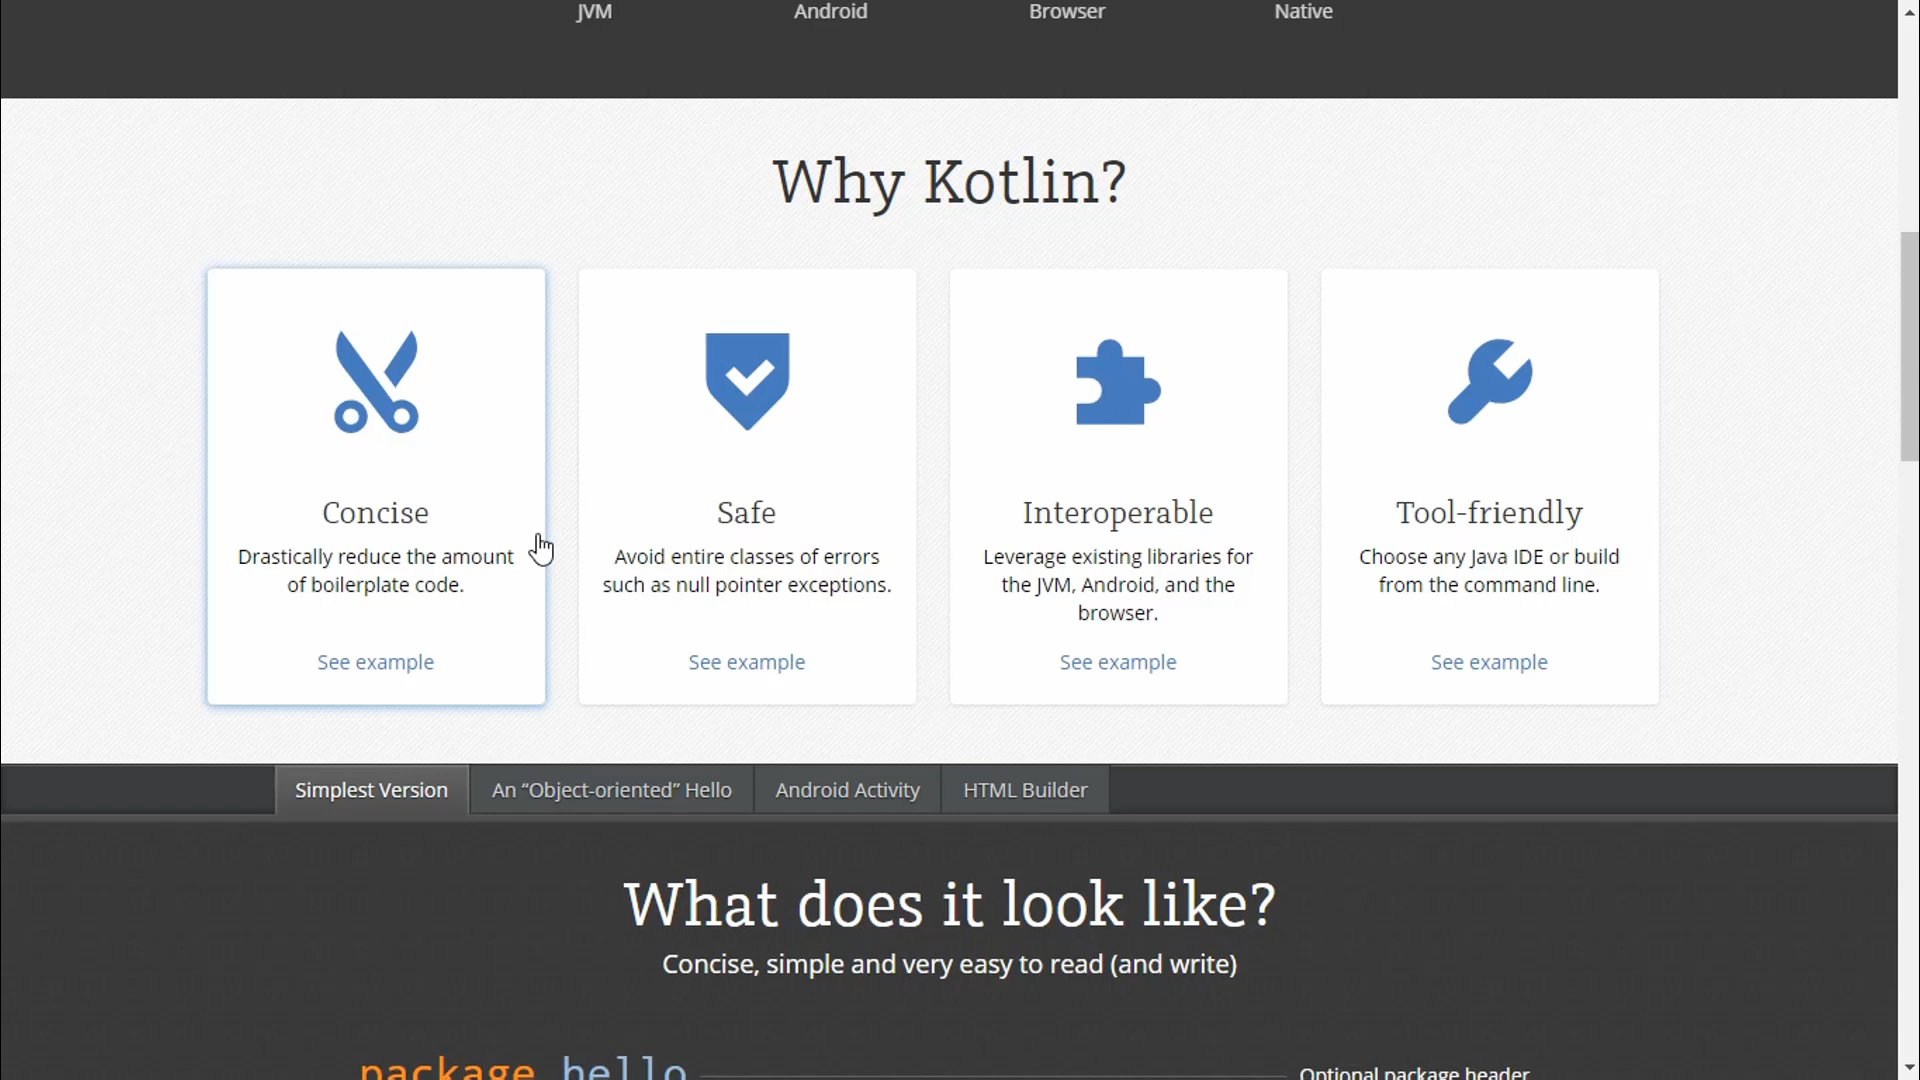 JVM Android Browser Native
Why Kotlin?
Concise
Drastically reduce the amount
of boilerplate code.
See example
Safe
Avoid entire classes of errors
such as null pointer exceptions.
See example
Interoperable
Leverage existing libraries for
the JVM, Android, and the
browser.
See example
Tool-friendly
Choose any Java IDE or build
from the command line.
See example
Simplest Version An “Object-oriented” Hello Android Activity HTML Builder
What does it look like?
Concise, simple and very easy to read (and write)
package hello Optional package header